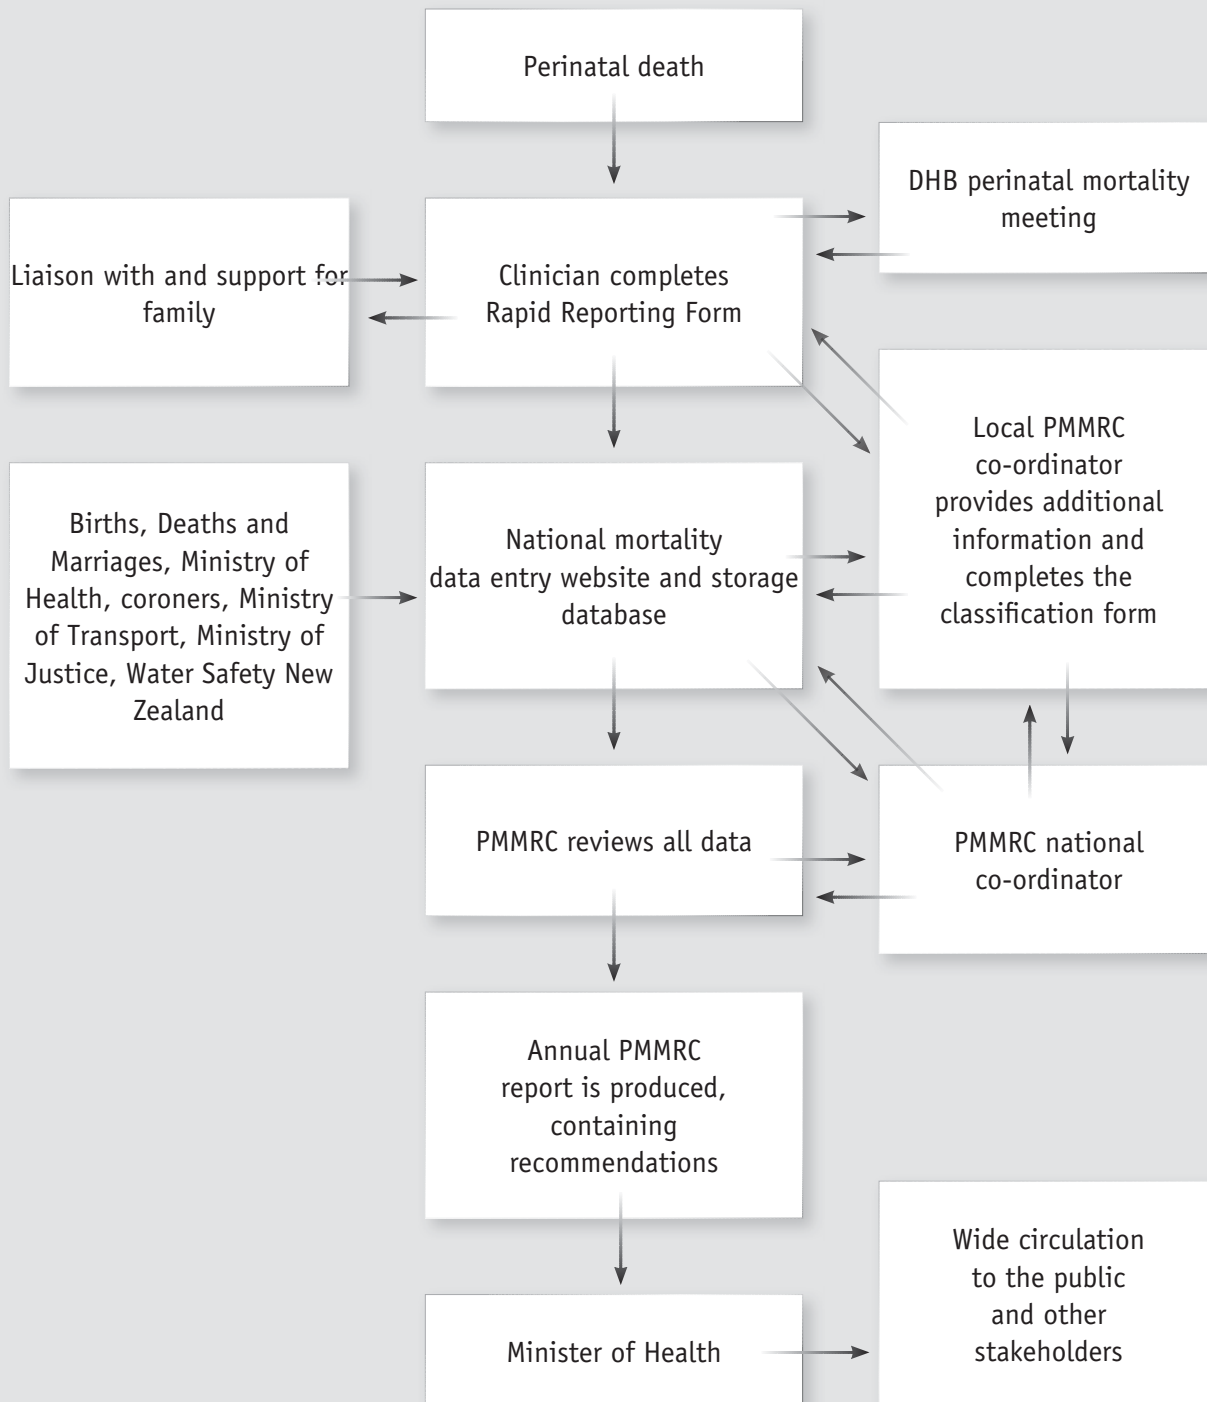 Perinatal death
DHB perinatal mortality
meeting
Liaison with and support for
family
Clinician completes
Rapid Reporting Form
Local PMMRC
co-ordinator
provides additional
information and
completes the
classification form
Births, Deaths and
Marriages, Ministry of
Health, coroners, Ministry
of Transport, Ministry of
Justice, Water Safety New
Zealand
National mortality
data entry website and storage
database
PMMRC reviews all data
PMMRC national
co-ordinator
Annual PMMRC
report is produced,
containing
recommendations
Wide circulation
to the public
and other
stakeholders
Minister of Health